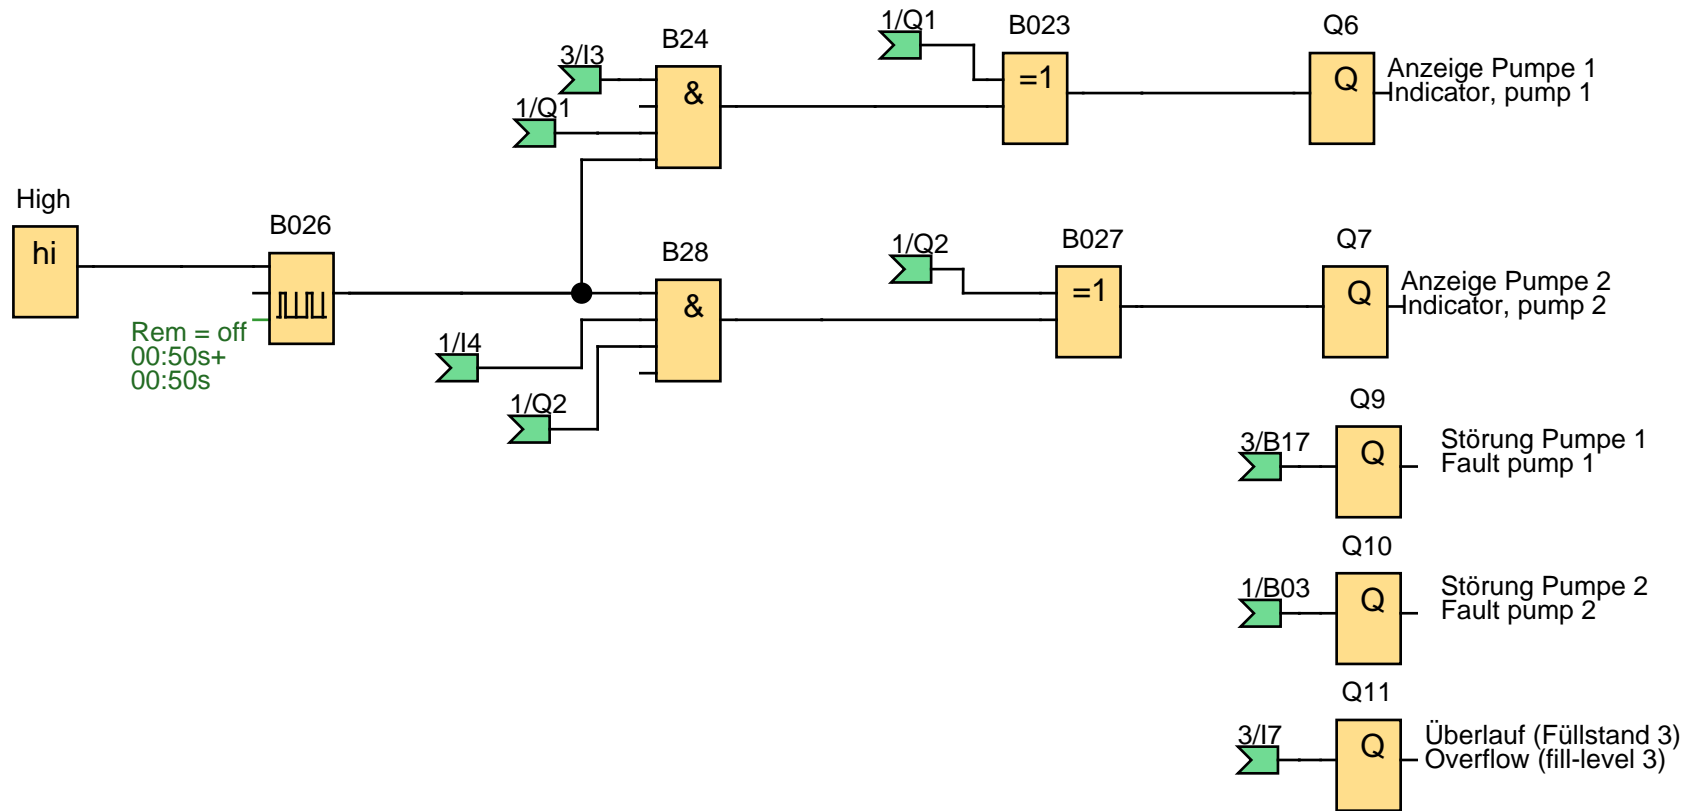 1/Q1
B023
Q6
B24
3/I3
&
=1
Q
Anzeige Pumpe 1
Indicator, pump 1
1/Q1
High
hi
B026
Rem = off
00:50s+
00:50s
B28
&
1/I4
1/Q2
1/Q2
B027
=1
Q7
Q
Anzeige Pumpe 2
Indicator, pump 2
Q9
3/B17
Q
Störung Pumpe 1
Fault pump 1
Q10
1/B03
Q
Störung Pumpe 2
Fault pump 2
Q11
3/I7
Q
Überlauf (Füllstand 3)
Overflow (fill-level 3)